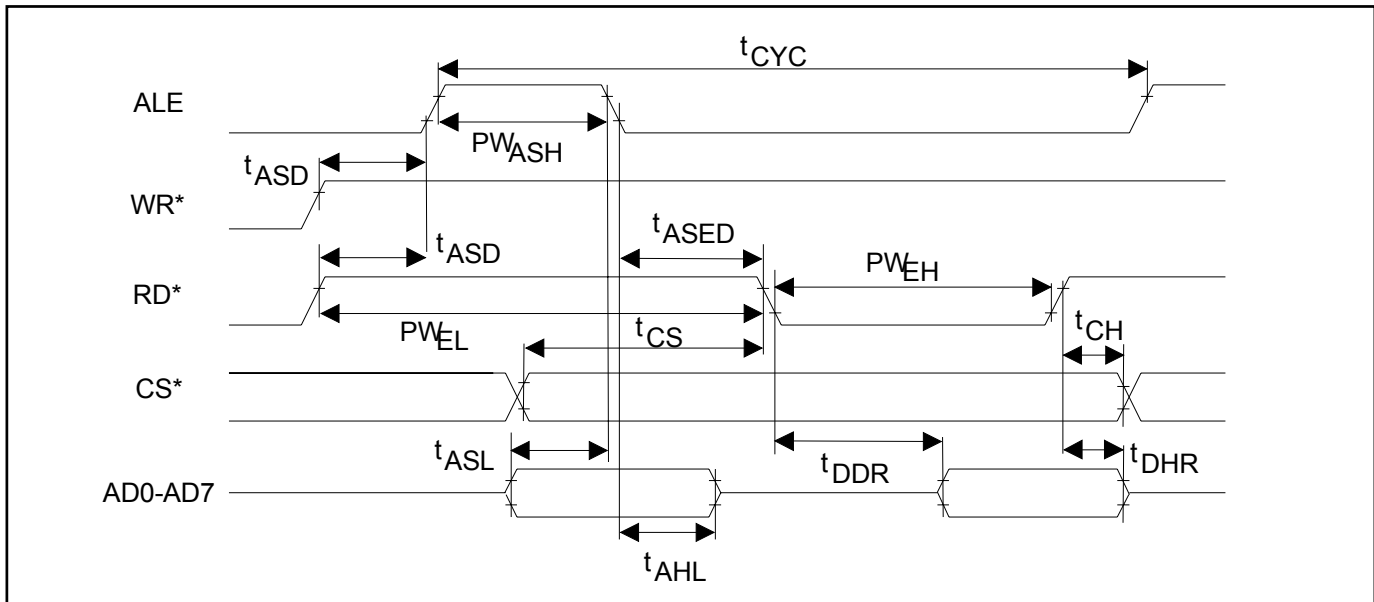 tCYC
ALE
PWASH
tASD
WR*
tASED
tASD
PWEH
RD*
PWEL
tCS
tCH
CS*
tASL
tDDR
tDHR
AD0-AD7
tAHL